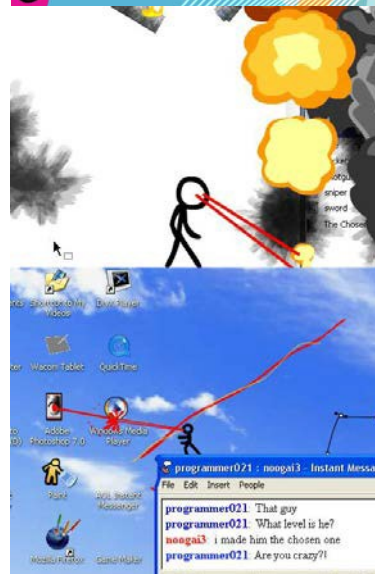 sniper
sword
The Chosen
Shortcut to My
Videos
DivX Player
Wacom Tablet
QuickTime
Adobe
Photoshop 7.0
Windows Media
Player
Paint
AOL Instant
Messenger
Mozilla Firefox
Game Maker
programmer021 : noogai3 - Instant Messa
File Edit Insert People
programmer021: That guy
programmer021: What level is he?
noogai3: i made him the chosen one
programmer021: Are you crazy?!